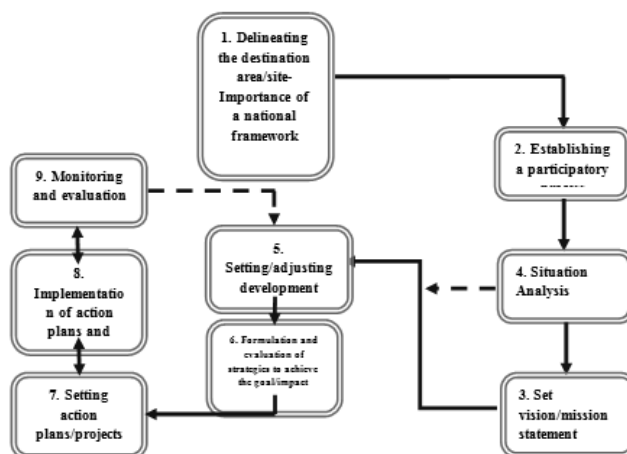 1. Delineating
the destination
area/site-
Importance of
a national
framework
2. Establishing
a participatory
9. Monitoring
and evaluation
5.
Setting/adjusting
development
4. Situation
Analysis
8.
Implementatio
n of action
plans and
6. Formulation and
evaluation of
strategies to achieve
the goal/impact
7. Setting
action
plans/projects
3. Set
vision/mission
statement